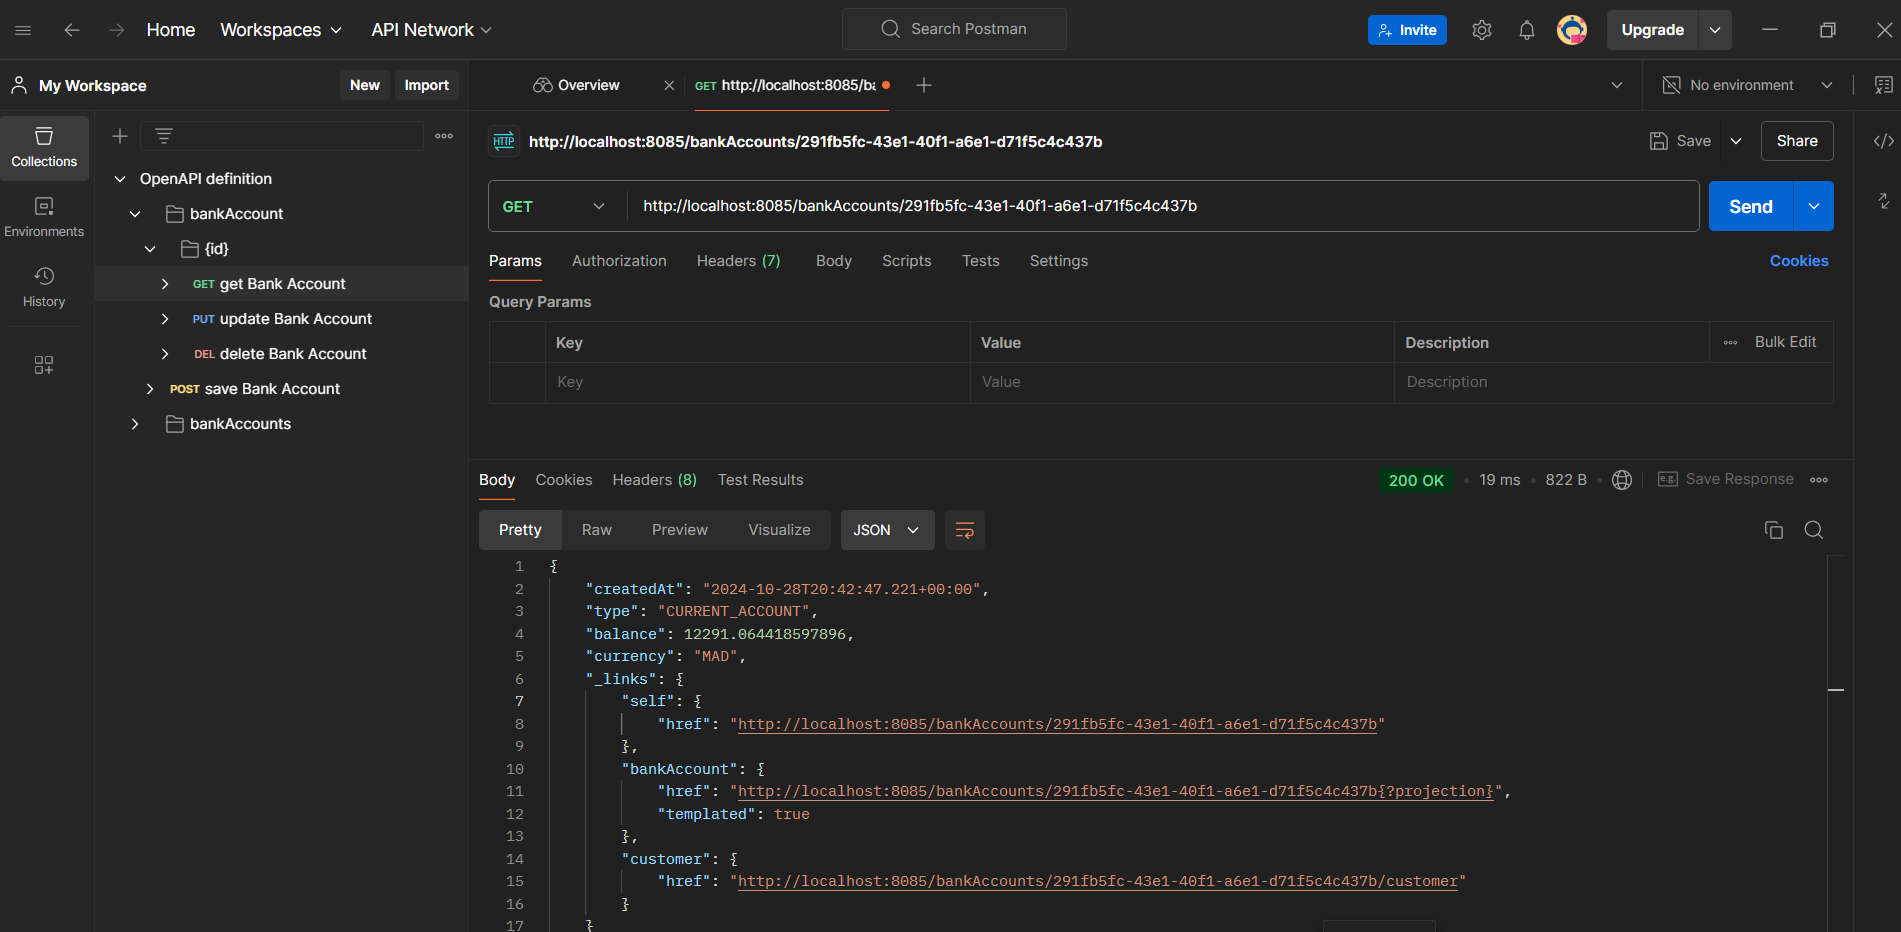 Home Workspaces API Network Search Postman Invite Upgrade
My Workspace New Import Overview GET http://localhost:8085/ba No environment
Collections
Environments
History
OpenAPI definition
bankAccount
{id}
GET get Bank Account
PUT update Bank Account
DEL delete Bank Account
POST save Bank Account
bankAccounts
HTTP http://localhost:8085/bankAccounts/291fb5fc-43e1-40f1-a6e1-d71f5c4c437b Save Share
GET http://localhost:8085/bankAccounts/291fb5fc-43e1-40f1-a6e1-d71f5c4c437b Send
Params Authorization Headers (7) Body Scripts Tests Settings Cookies
Query Params
Key Value Description Bulk Edit
Key Value Description
Body Cookies Headers (8) Test Results 200 OK 19 ms 822 B e.g. Save Response
Pretty Raw Preview Visualize JSON
1 {
2 "createdAt": "2024-10-28T20:42:47.221+00:00",
3 "type": "CURRENT_ACCOUNT",
4 "balance": 12291.064418597896,
5 "currency": "MAD",
6 "_links": {
7 "self": {
8 "href": "http://localhost:8085/bankAccounts/291fb5fc-43e1-40f1-a6e1-d71f5c4c437b"
9 },
10 "bankAccount": {
11 "href": "http://localhost:8085/bankAccounts/291fb5fc-43e1-40f1-a6e1-d71f5c4c437b{?projection}",
12 "templated": true
13 },
14 "customer": {
15 "href": "http://localhost:8085/bankAccounts/291fb5fc-43e1-40f1-a6e1-d71f5c4c437b/customer"
16 }
17 }